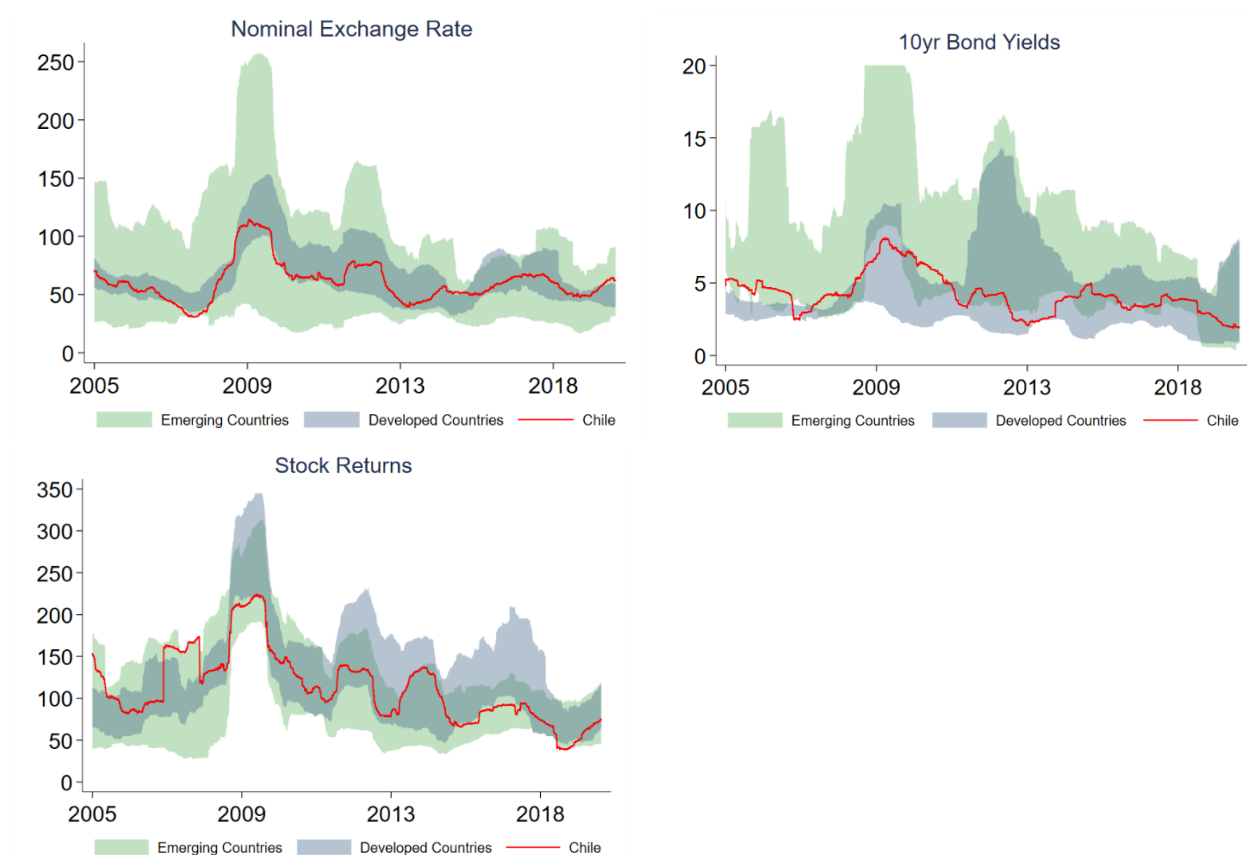 Nominal Exchange Rate
250
200
150
100
50
0
2005 2009 2013 2018
Emerging Countries Developed Countries Chile
10yr Bond Yields
20
15
10
5
0
2005 2009 2013 2018
Emerging Countries Developed Countries Chile
Stock Returns
350
300
250
200
150
100
50
0
2005 2009 2013 2018
Emerging Countries Developed Countries Chile